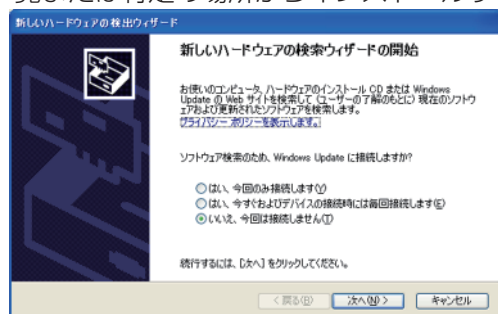 新しいハードウェアの検出ウィザード
新しいハードウェアの検索ウィザードの開始
お使いのコンピュータ、ハードウェアのインストール CD または Windows
Update の Web サイトを検索して (ユーザーの了解のもとに) 現在のソフトウ
ェアおよび更新されたソフトウェアを検索します。
プライバシー ポリシーを表示します。
ソフトウェア検索のため、Windows Update に接続しますか?
はい、今回のみ接続します(Y)
はい、今すぐおよびデバイスの接続時には毎回接続します(E)
いいえ、今回は接続しません(T)
続行するには、[次へ] をクリックしてください。
< 戻る(B)
次へ(N) >
キャンセル